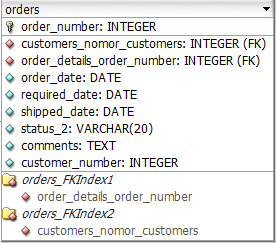 orders
order_number: INTEGER
customers_nomor_customers: INTEGER (FK)
order_details_order_number: INTEGER (FK)
order_date: DATE
required_date: DATE
shipped_date: DATE
status_2: VARCHAR(20)
comments: TEXT
customer_number: INTEGER
orders_FKIndex1
order_details_order_number
orders_FKIndex2
customers_nomor_customers